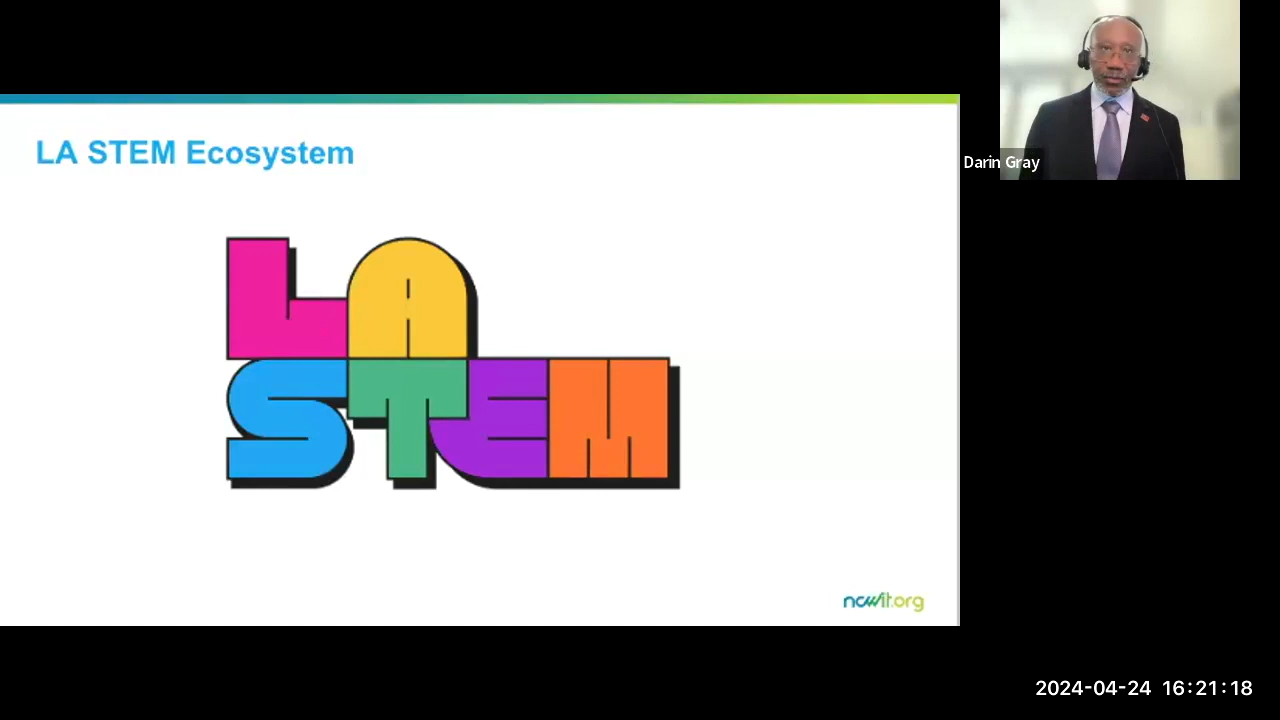 LA STEM Ecosystem
LA
STEM
ncwit.org
Darin Gray
2024-04-24 16:21:18